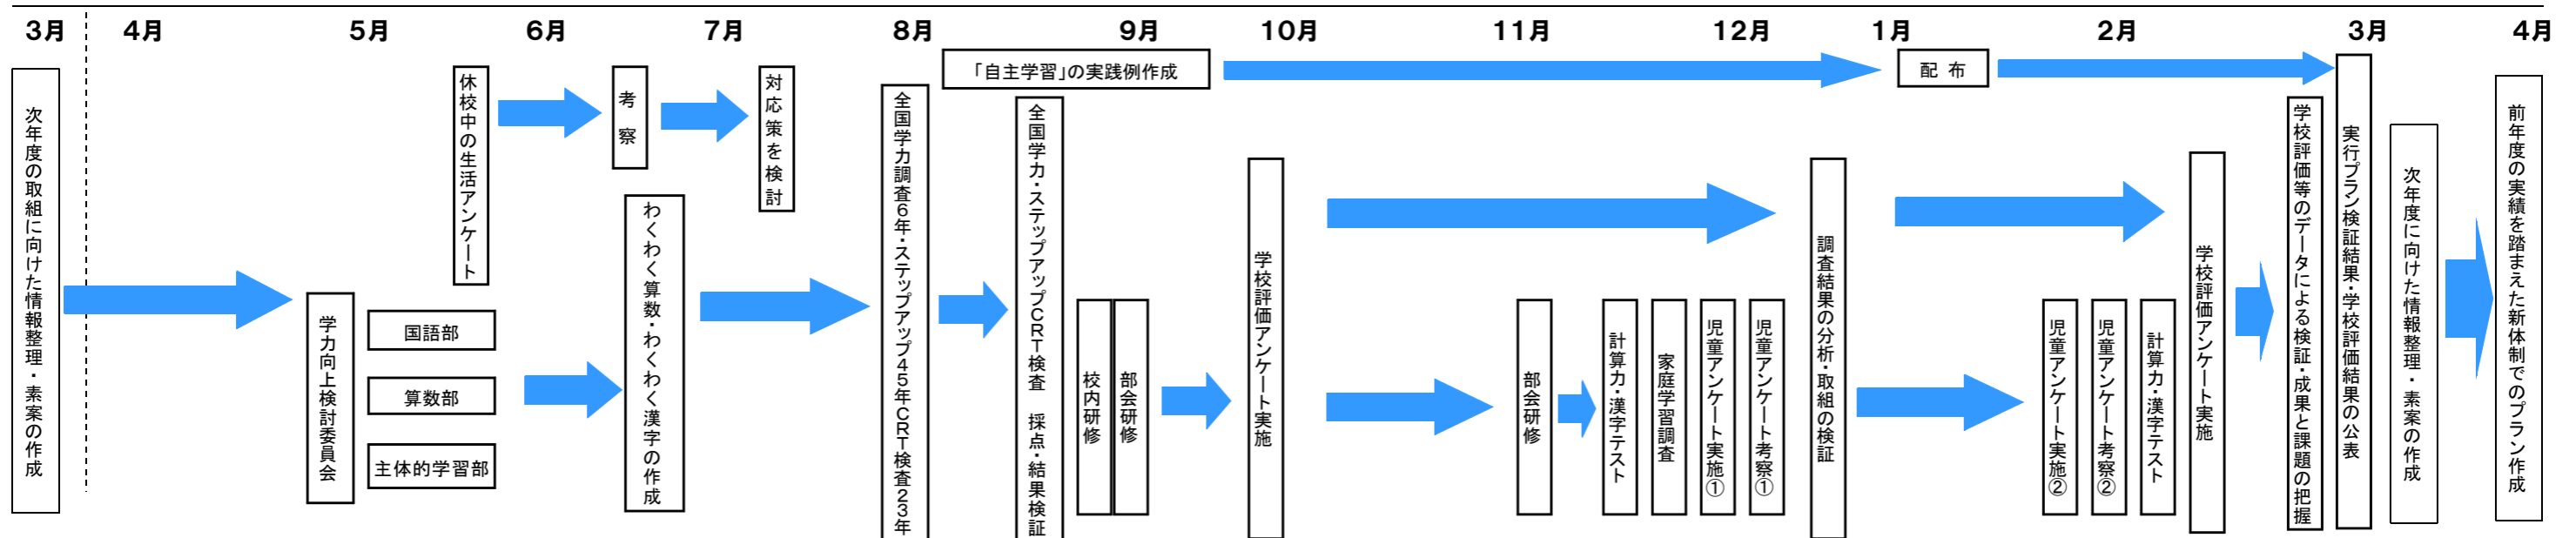 3月
4月
5月
6月
7月
8月
9月
10月
11月
12月
1月
2月
3月
4月
次年度の取組に向けた情報整理・素案の作成
学力向上検討委員会
国語部
算数部
主体的学習部
休校中の生活アンケート
考察
対応策を検討
わくわく算数・わくわく漢字の作成
全国学力調査6年・ステップアップ45年CRT検査23年
「自主学習」の実践例作成
全国学力・ステップアップCRT検査　採点・結果検証
校内研修
部会研修
学校評価アンケート実施
部会研修
計算力・漢字テスト
家庭学習調査
児童アンケート実施①
児童アンケート考察①
調査結果の分析・取組の検証
配布
児童アンケート実施②
児童アンケート考察②
計算力・漢字テスト
学校評価アンケート実施
学校評価等のデータによる検証・成果と課題の把握
実行プラン検証結果・学校評価結果の公表
次年度に向けた情報整理・素案の作成
前年度の実績を踏まえた新体制でのプラン作成